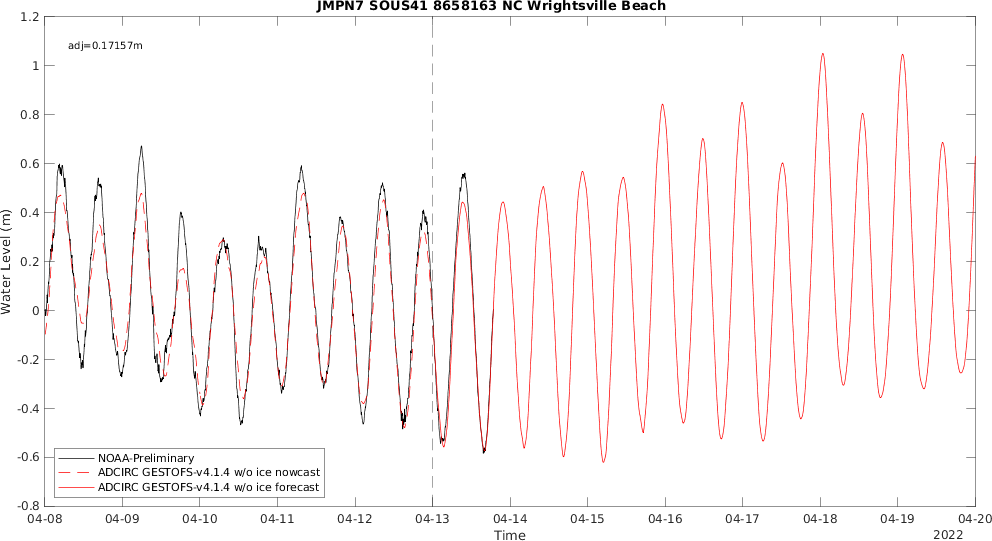 JMPN7 SOUS41 8658163 NC Wrightsville Beach
adj=0.17157m
1.2
1
0.8
0.6
0.4
0.2
0
-0.2
-0.4
-0.6
-0.8
Water Level (m)
NOAA-Preliminary
ADCIRC GESTOFS-v4.1.4 w/o ice nowcast
ADCIRC GESTOFS-v4.1.4 w/o ice forecast
04-08 04-09 04-10 04-11 04-12 04-13 04-14 04-15 04-16 04-17 04-18 04-19 04-20
Time
2022